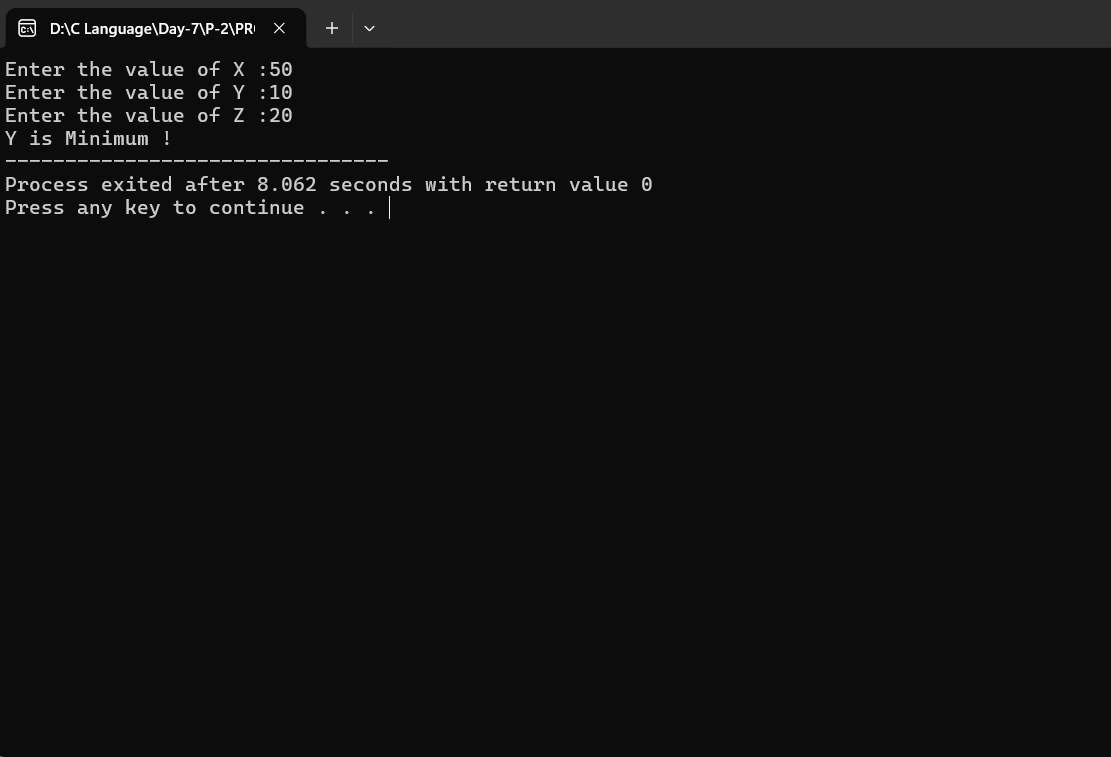 D:\C Language\Day-7\P-2\PR
Enter the value of X :50
Enter the value of Y :10
Enter the value of Z :20
Y is Minimum !
--------------------------------
Process exited after 8.062 seconds with return value 0
Press any key to continue . . .